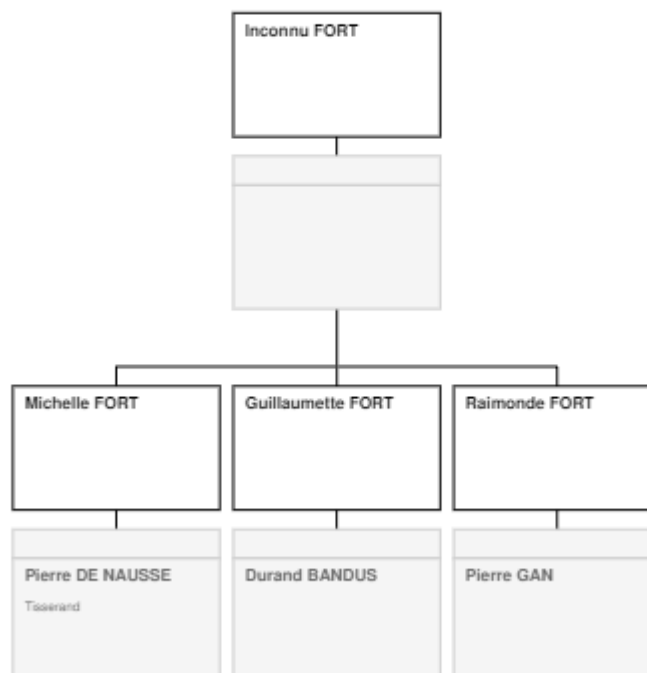 Inconnu FORT
Michelle FORT
Guillaumette FORT
Raimonde FORT
Pierre DE NAUSSE
Tisserand
Durand BANDUS
Pierre GAN